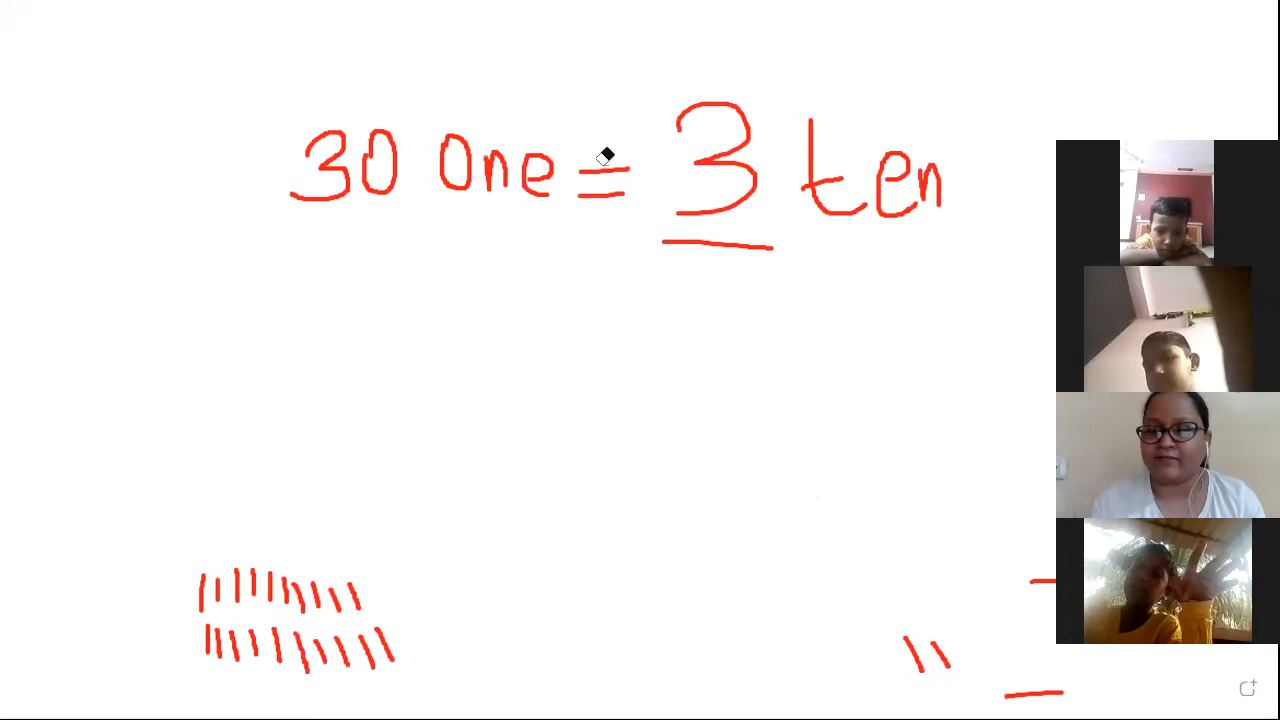 30 One = 3 ten